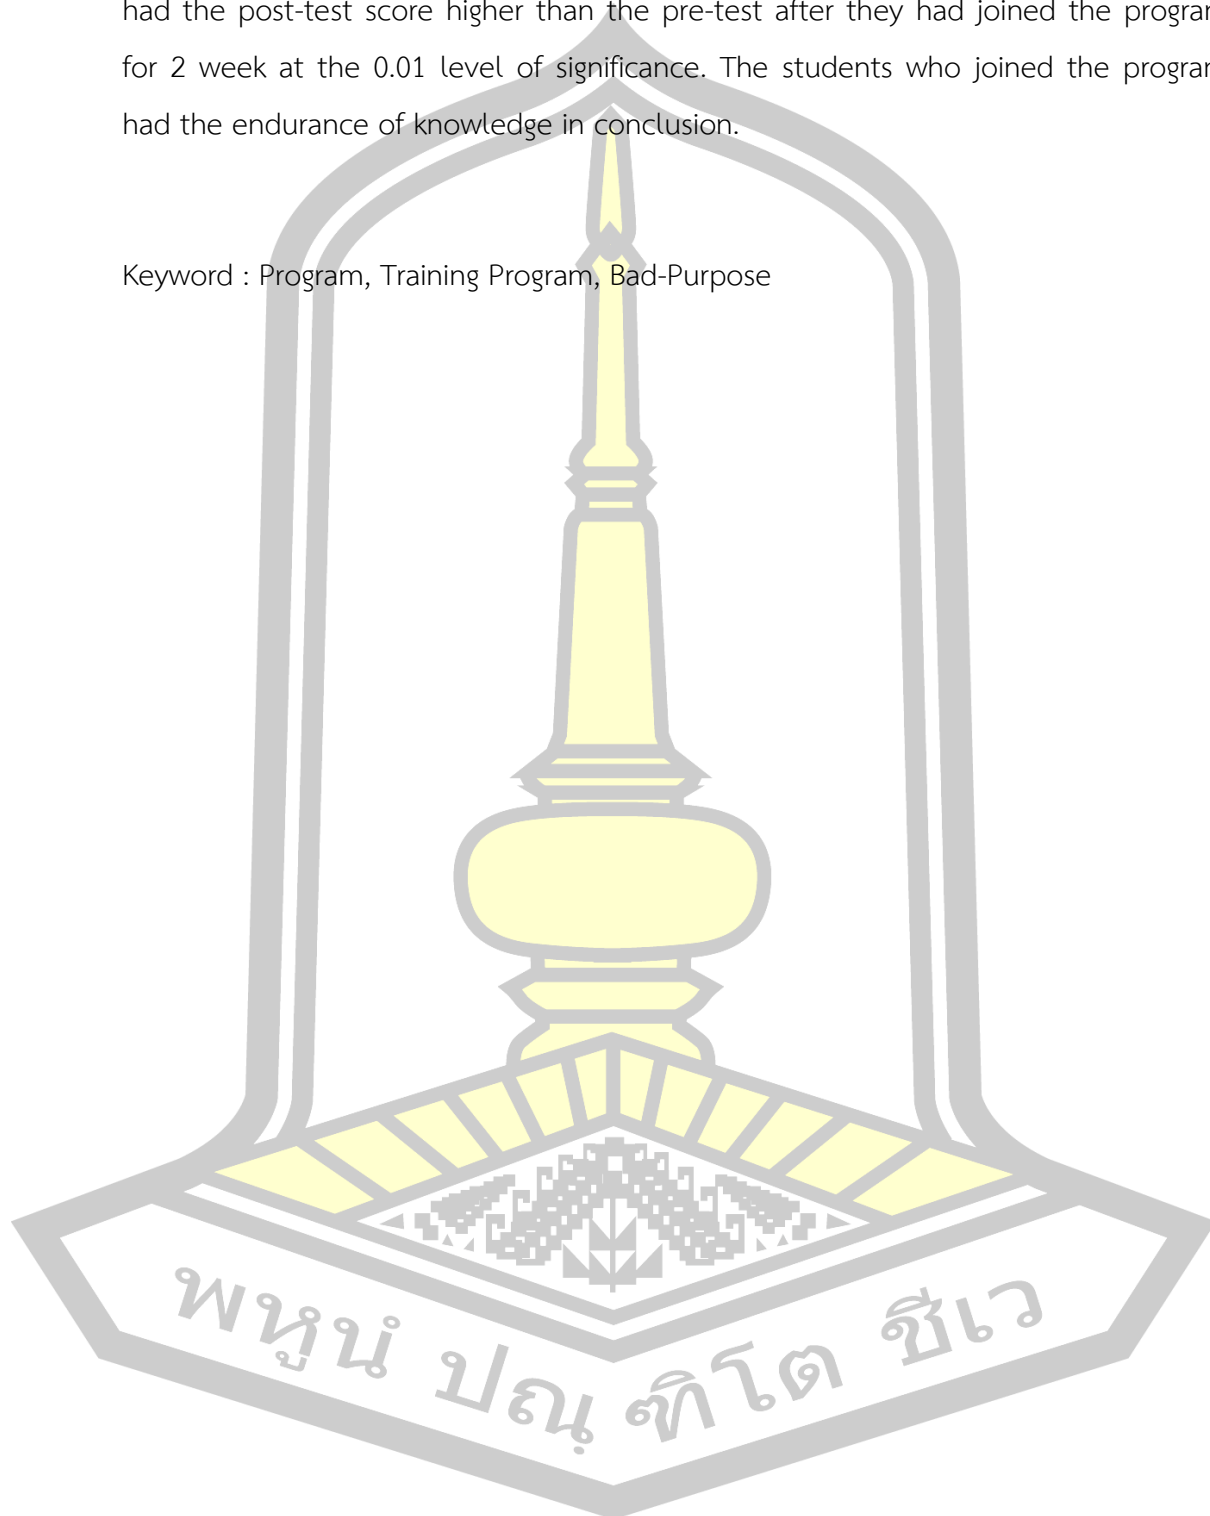 had the post-test score higher than the pre-test after they had joined the program
for 2 week at the 0.01 level of significance. The students who joined the program
had the endurance of knowledge in conclusion.
Keyword : Program, Training Program, Bad-Purpose
พหูนํ ปณฺฑิโต ชีเว